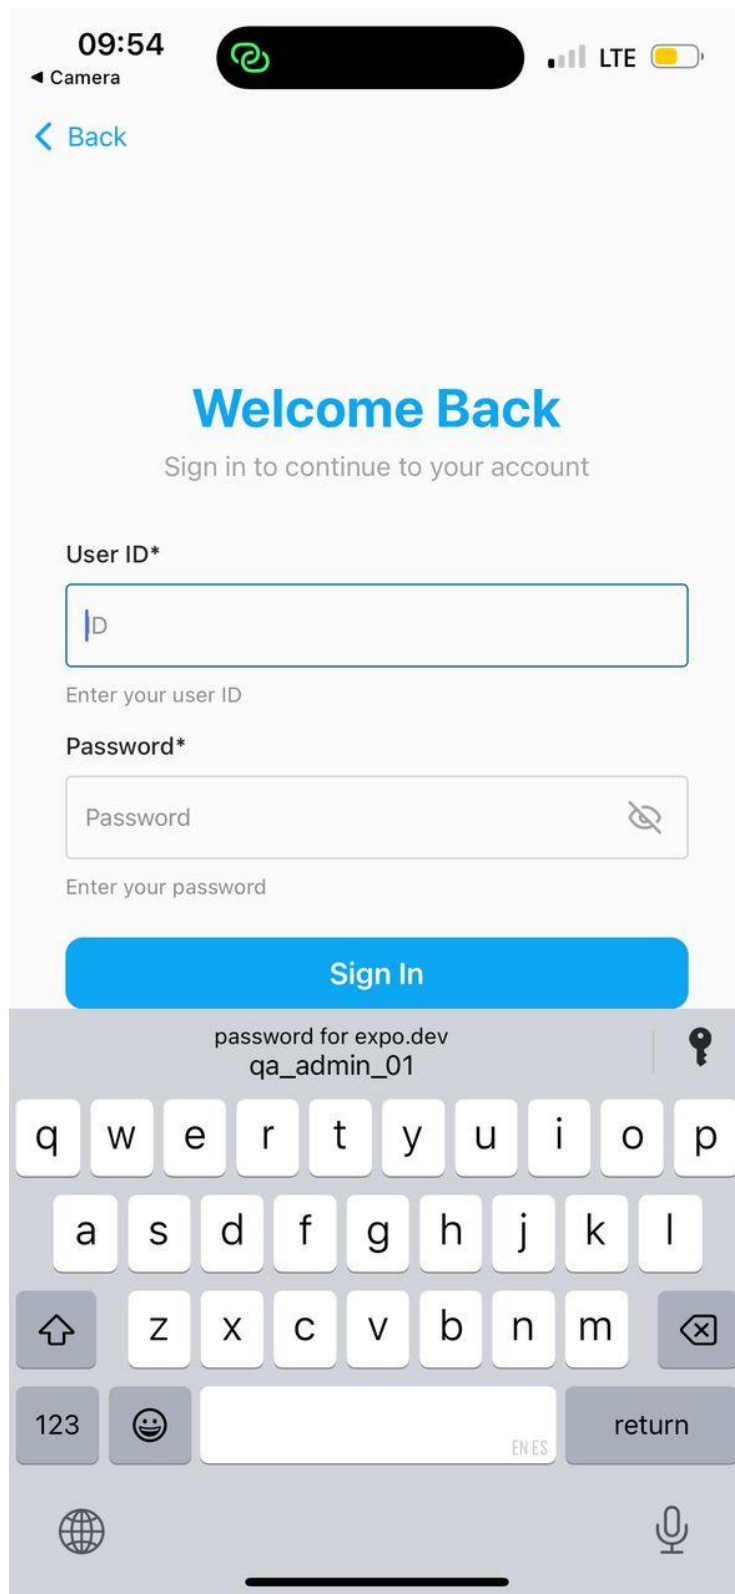 09:54
LTE
◀ Camera
Back
Welcome Back
Sign in to continue to your account
User ID*
ID
Enter your user ID
Password*
Password
Enter your password
Sign In
password for expo.dev
qa_admin_01
q w e r t y u i o p
a s d f g h j k l
z x c v b n m
123
EN ES
return